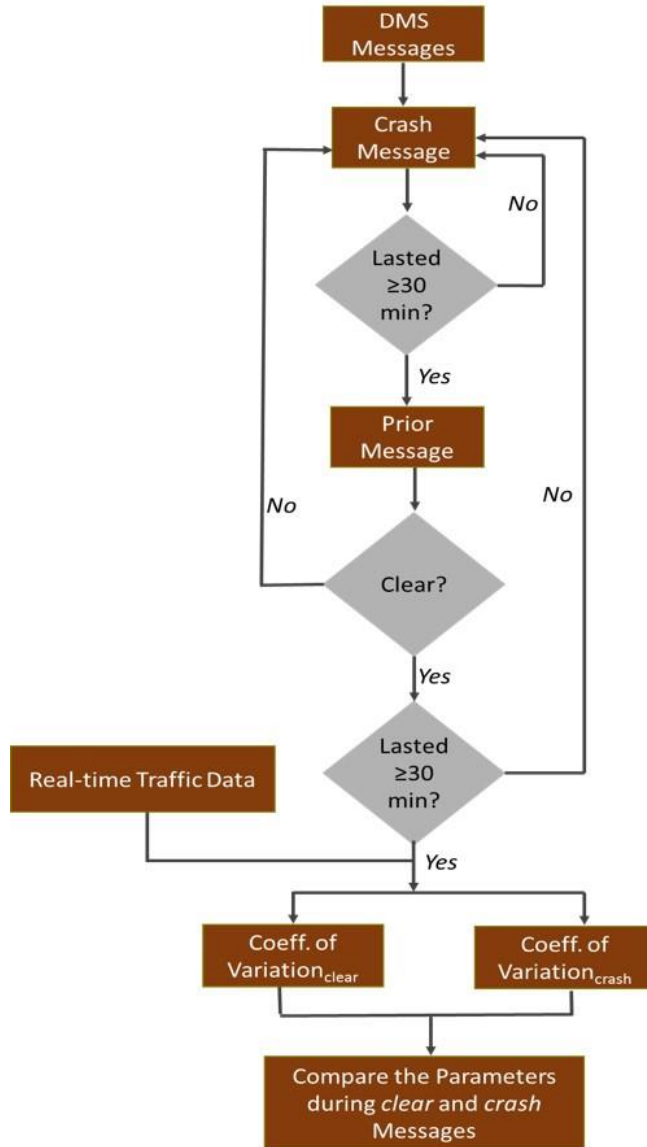 DMS
Messages
Crash
Message
No
Lasted
≥30
min?
Yes
Prior
Message
No
No
Clear?
Yes
Lasted
≥30
min?
Real-time Traffic Data
Yes
Coeff. of
Variationclear
Coeff. of
Variationcrash
Compare the Parameters
during clear and crash
Messages